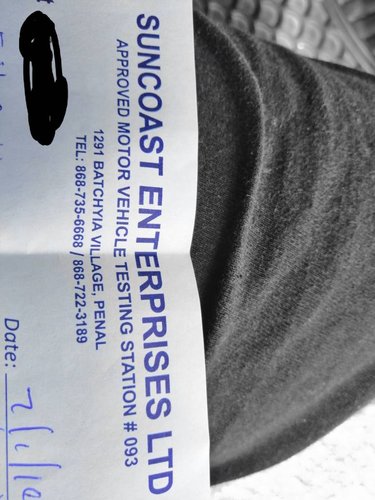 SUNCOAST ENTERPRISES LTD
APPROVED MOTOR VEHICLE TESTING STATION # 093
1291 BATCHYIA VILLAGE, PENAL
TEL: 868-735-6668 / 868-722-3189
Date: